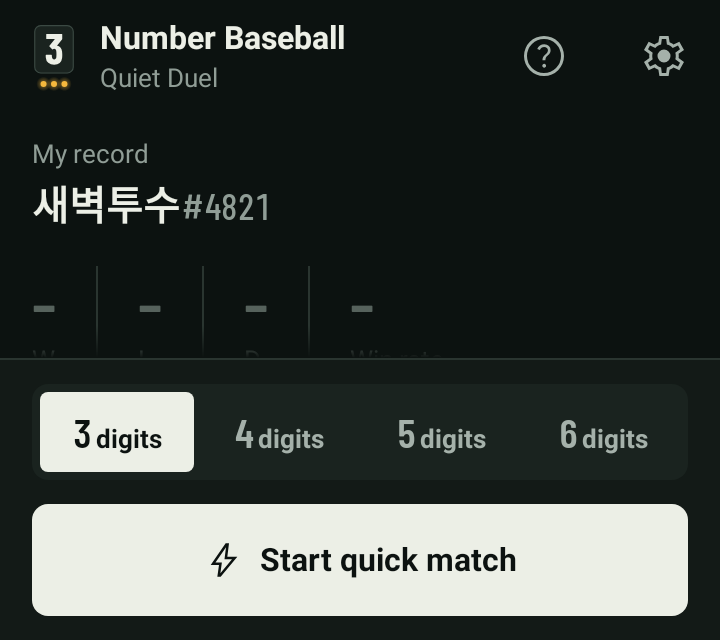 3
Number Baseball
Quiet Duel
My record
새벽투수#4821
– – – –
3 digits 4 digits 5 digits 6 digits
Start quick match